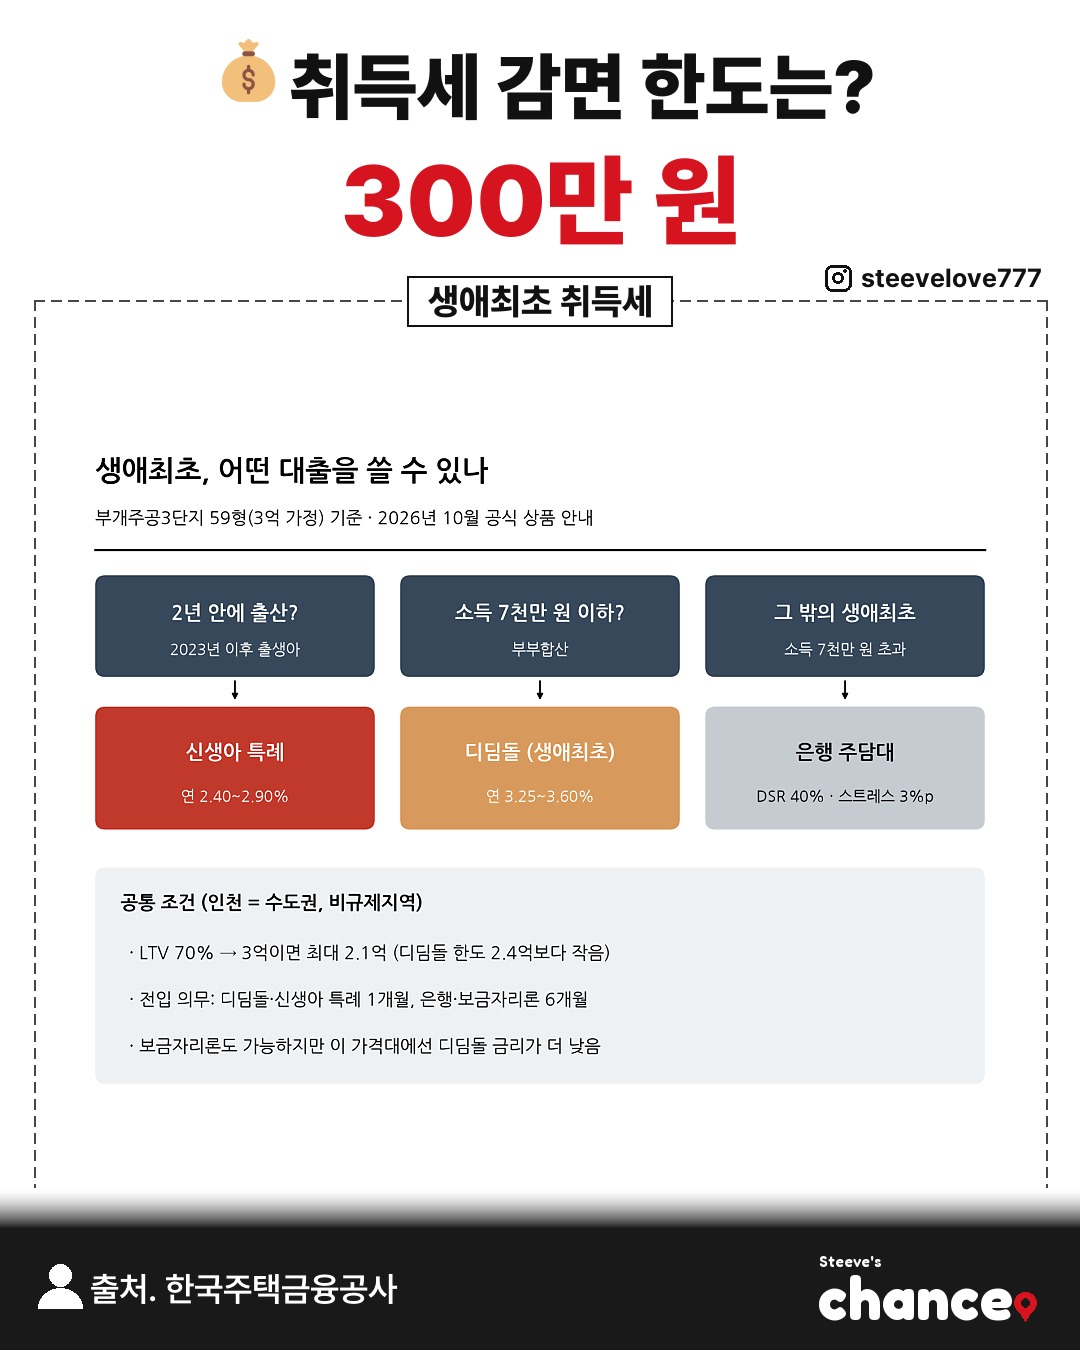 취득세 감면 한도는?
300만 원
steevelove777
생애최초 취득세
생애최초, 어떤 대출을 쓸 수 있나
부개주공3단지 59형(3억 가정) 기준 · 2026년 10월 공식 상품 안내
2년 안에 출산?
2023년 이후 출생아
소득 7천만 원 이하?
부부합산
그 밖의 생애최초
소득 7천만 원 초과
신생아 특례
연 2.40~2.90%
디딤돌 (생애최초)
연 3.25~3.60%
은행 주담대
DSR 40% · 스트레스 3%p
공통 조건 (인천 = 수도권, 비규제지역)
· LTV 70% → 3억이면 최대 2.1억 (디딤돌 한도 2.4억보다 작음)
· 전입 의무: 디딤돌·신생아 특례 1개월, 은행·보금자리론 6개월
· 보금자리론도 가능하지만 이 가격대에선 디딤돌 금리가 더 낮음
출처. 한국주택금융공사
Steeve's
chance